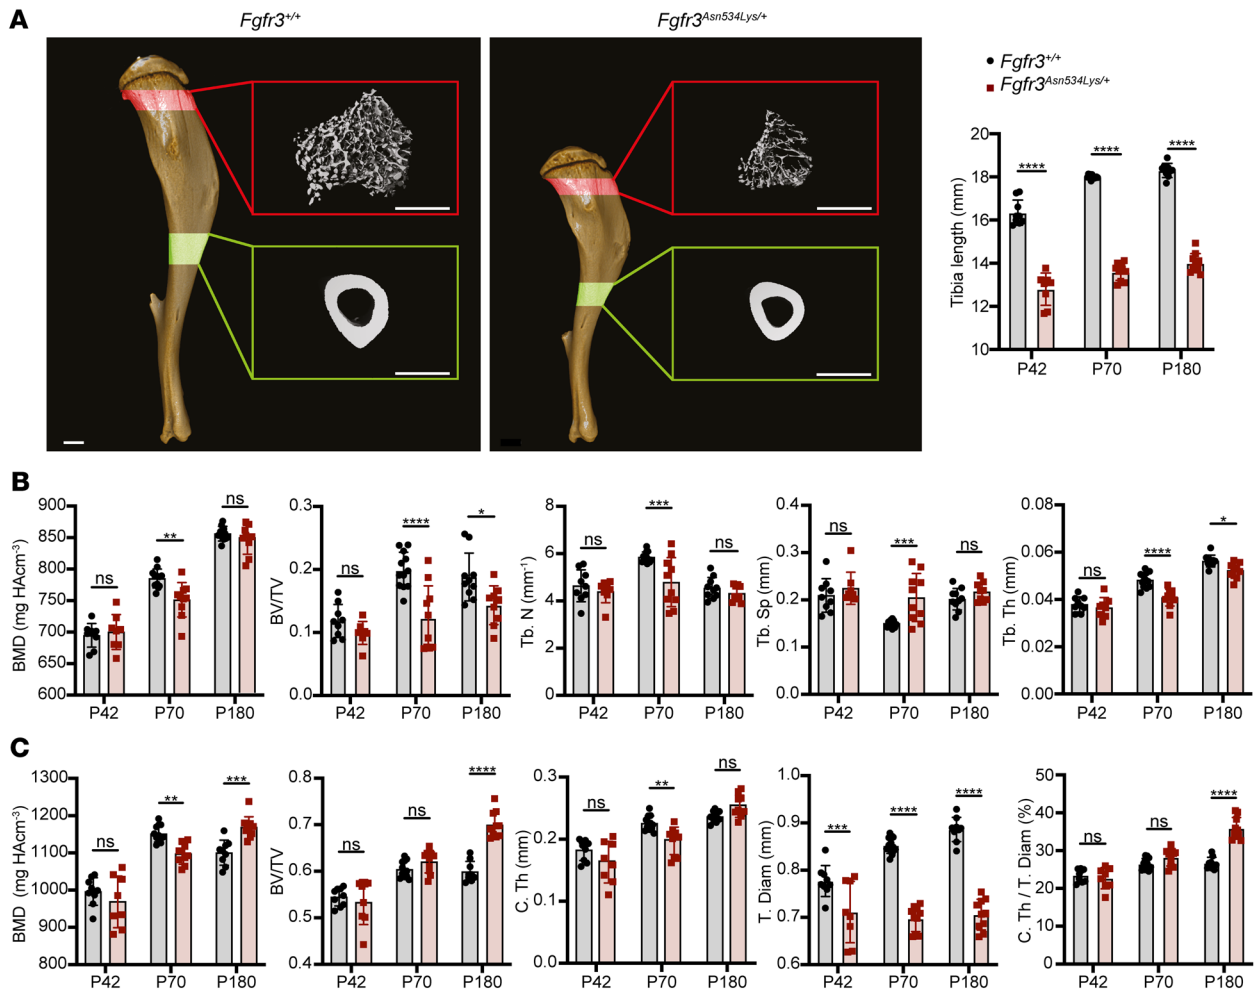 A
Fgfr3+/+
Fgfr3Asn534Lys/+
Fgfr3+/+
Fgfr3Asn534Lys/+
Tibia length (mm)
20
18
16
14
12
10
****
****
****
P42
P70
P180
B
BMD (mg HAcm-3)
900
850
800
750
700
650
600
ns
**
ns
P42
P70
P180
BV/TV
0.3
0.2
0.1
0.0
ns
****
*
P42
P70
P180
Tb. N (mm-1)
8
6
4
2
0
ns
***
ns
P42
P70
P180
Tb. Sp (mm)
0.4
0.3
0.2
0.1
0.0
ns
***
ns
P42
P70
P180
Tb. Th (mm)
0.08
0.06
0.04
0.02
0.00
ns
****
*
P42
P70
P180
C
BMD (mg HAcm-3)
1300
1200
1100
1000
900
800
ns
**
***
P42
P70
P180
BV/TV
0.8
0.7
0.6
0.5
0.4
ns
ns
****
P42
P70
P180
C. Th (mm)
0.3
0.2
0.1
0.0
ns
**
ns
P42
P70
P180
T. Diam (mm)
1.0
0.9
0.8
0.7
0.6
***
****
****
P42
P70
P180
C. Th / T. Diam (%)
50
40
30
20
10
0
ns
ns
****
P42
P70
P180